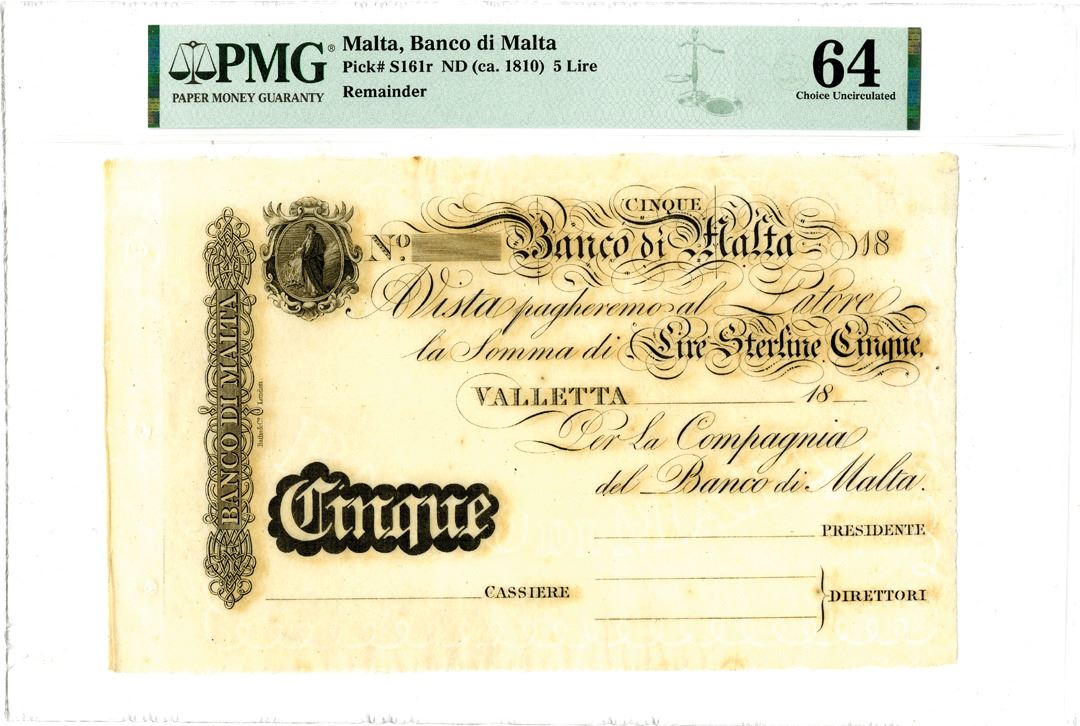 PMG®
PAPER MONEY GUARANTY
Malta, Banco di Malta
Pick# S161r ND (ca. 1810) 5 Lire
Remainder
64
Choice Uncirculated
CINQUE
No. Banco di Malta 18
A Vista pagheremo al Latore
la Somma di Lire Sterline Cinque.
VALLETTA 18
Per La Compagnia
del Banco di Malta.
BANCO DI MALTA
London
Cinque
PRESIDENTE
CASSIERE
DIRETTORI